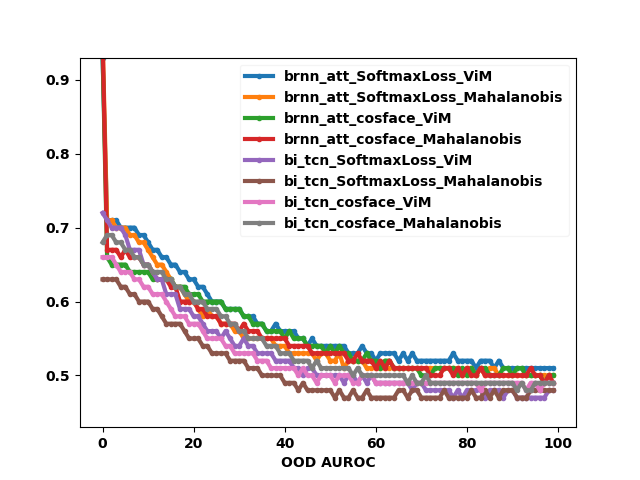 0.9
0.8
0.7
0.6
0.5
brnn_att_SoftmaxLoss_ViM
brnn_att_SoftmaxLoss_Mahalanobis
brnn_att_cosface_ViM
brnn_att_cosface_Mahalanobis
bi_tcn_SoftmaxLoss_ViM
bi_tcn_SoftmaxLoss_Mahalanobis
bi_tcn_cosface_ViM
bi_tcn_cosface_Mahalanobis
0 20 40 60 80 100
OOD AUROC